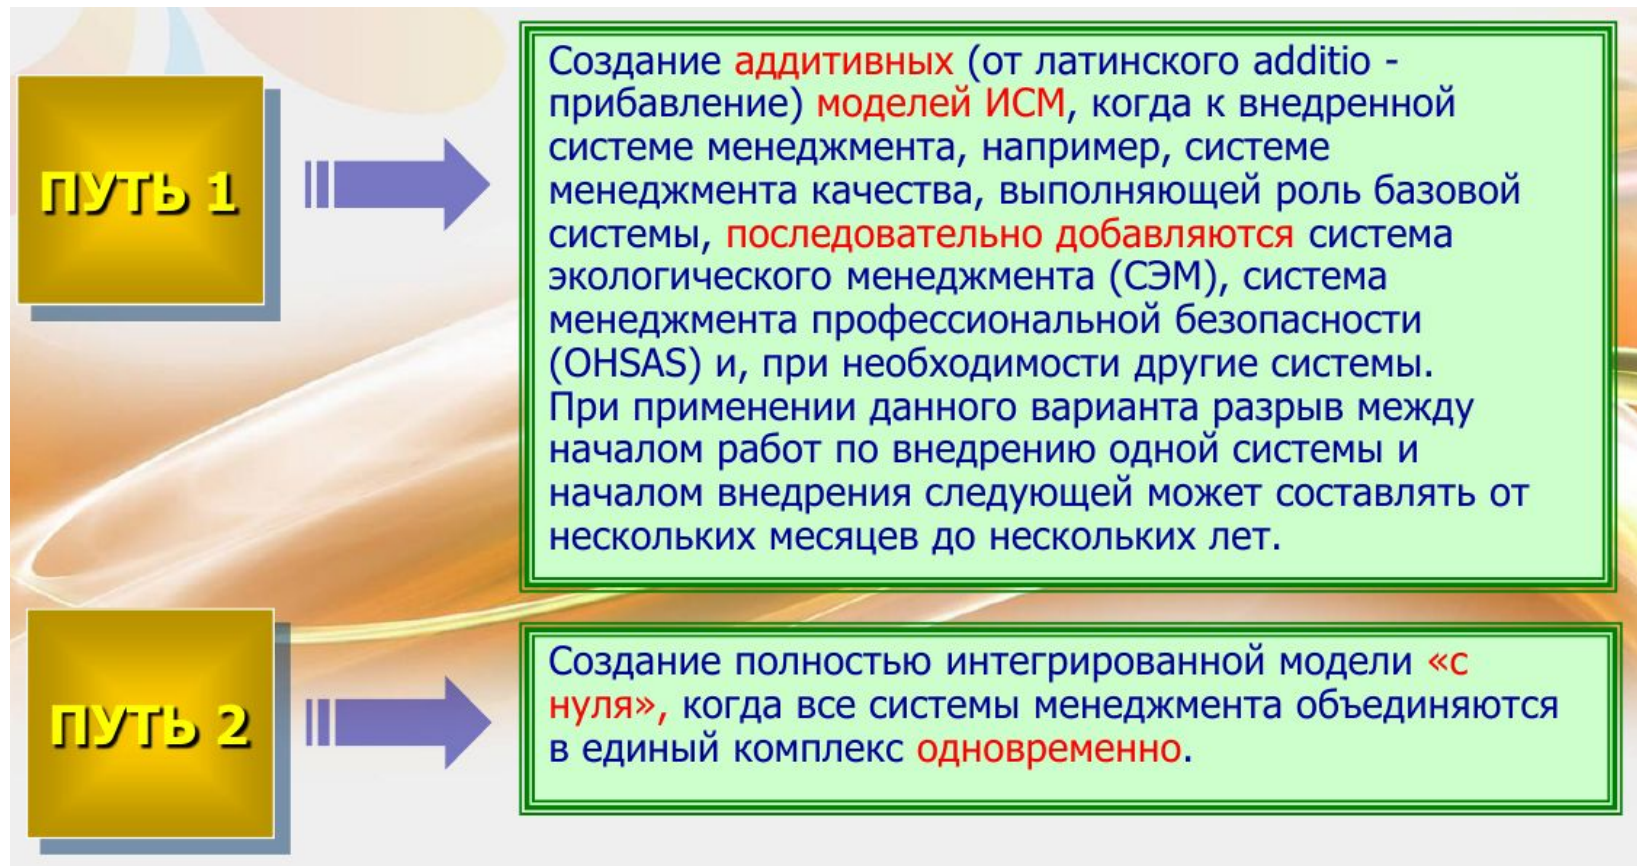 ПУТЬ 1
Создание аддитивных (от латинского additio -
прибавление) моделей ИСМ, когда к внедренной
системе менеджмента, например, системе
менеджмента качества, выполняющей роль базовой
системы, последовательно добавляются система
экологического менеджмента (СЭМ), система
менеджмента профессиональной безопасности
(OHSAS) и, при необходимости другие системы.
При применении данного варианта разрыв между
началом работ по внедрению одной системы и
началом внедрения следующей может составлять от
нескольких месяцев до нескольких лет.
ПУТЬ 2
Создание полностью интегрированной модели «с
нуля», когда все системы менеджмента объединяются
в единый комплекс одновременно.